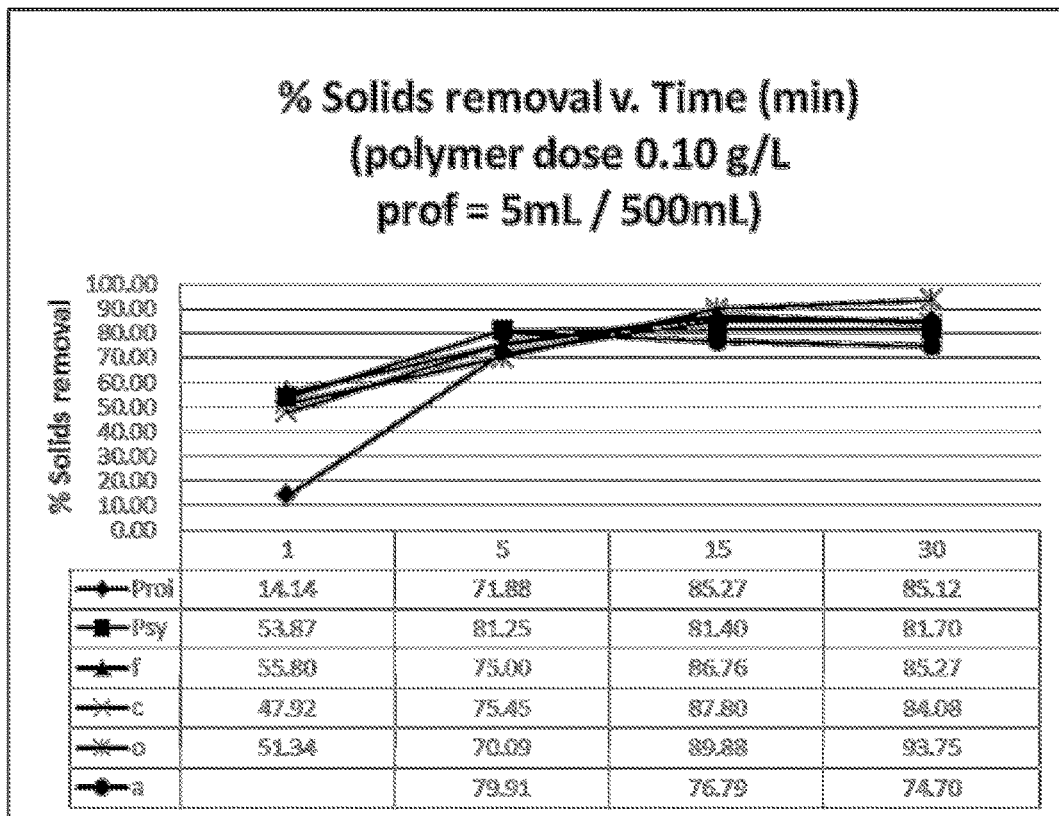 % Solids removal v. Time (min)
(polymer dose 0.10 g/L
prof = 5mL / 500mL)
% Solids removal
100.00
90.00
80.00
70.00
60.00
50.00
40.00
30.00
20.00
10.00
0.00
1 5 15 30
Prof 14.14 71.88 85.27 85.12
Psy 53.87 81.25 81.40 81.70
f 55.80 75.00 86.76 85.27
c 47.92 75.45 87.80 84.08
o 51.34 70.09 89.88 93.75
a 79.91 76.79 74.70